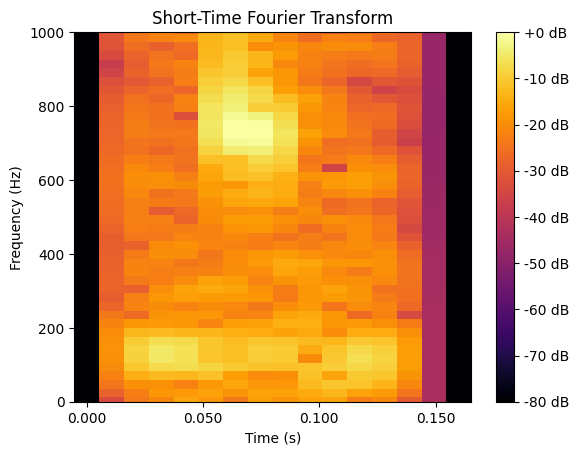 Short-Time Fourier Transform
1000
800
600
400
200
0
Frequency (Hz)
0.000
0.050
0.100
0.150
Time (s)
+0 dB
-10 dB
-20 dB
-30 dB
-40 dB
-50 dB
-60 dB
-70 dB
-80 dB